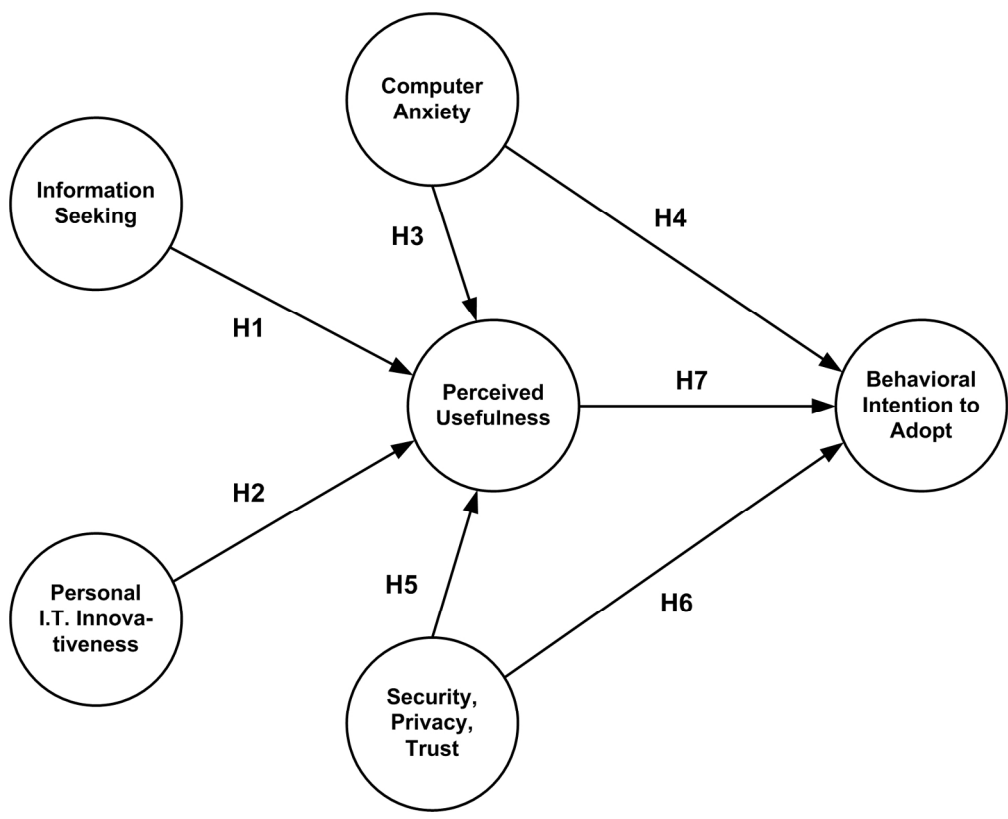 Computer
Anxiety
Information
Seeking
H4
H3
H1
Perceived
Usefulness
H7
Behavioral
Intention to
Adopt
H2
Personal
I.T. Innova-
tiveness
H5
H6
Security,
Privacy,
Trust